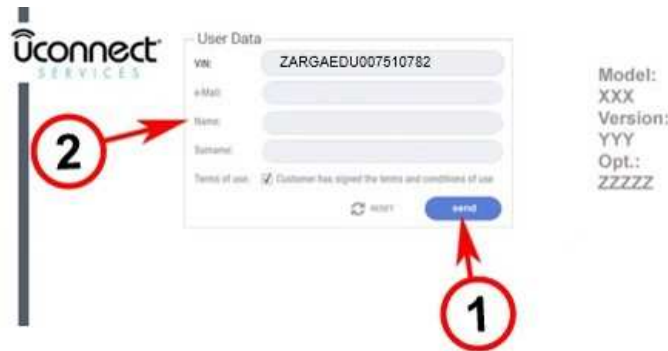 uconnect
SERVICES
User Data
VIN:
ZARGAEDU007510782
e-Mail:
Name:
Surname:
Terms of use:
Customer has signed the terms and conditions of use
RESET
send
2
1
Model:
XXX
Version:
YYY
Opt.:
ZZZZZ